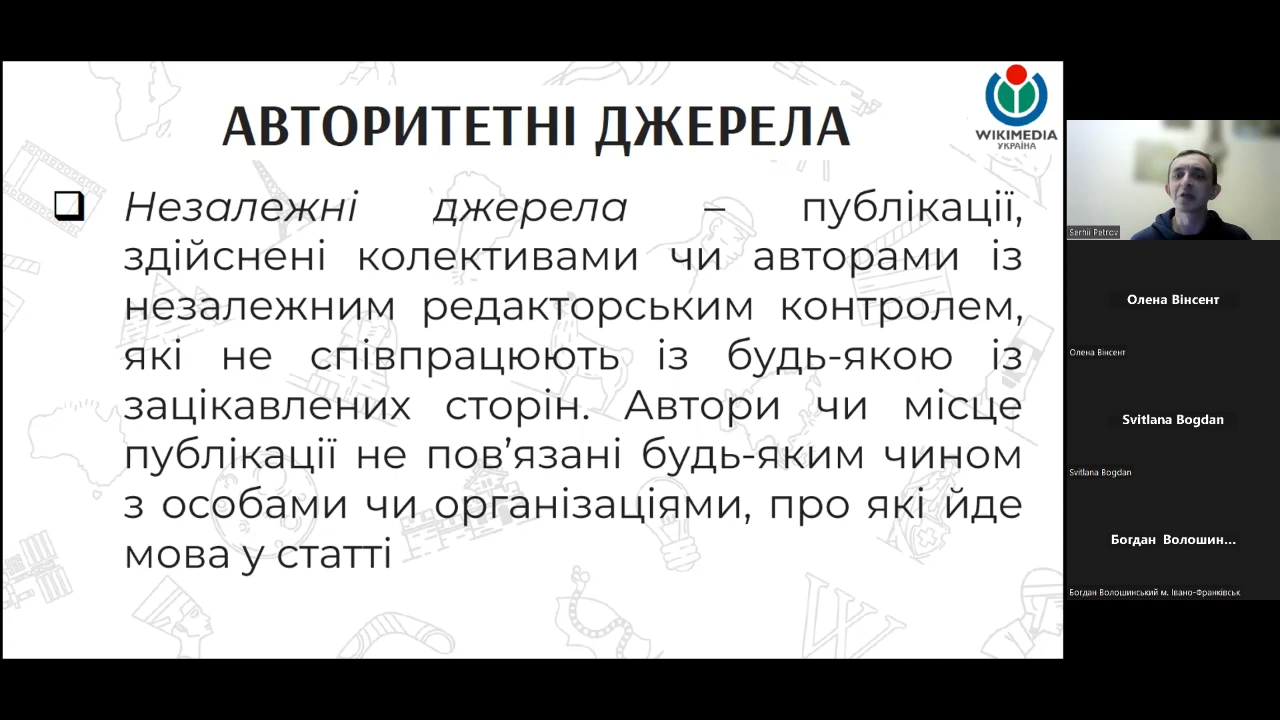 АВТОРИТЕТНІ ДЖЕРЕЛА
WIKIMEDIA
УКРАЇНА
Незалежні джерела – публікації,
здійснені колективами чи авторами із
незалежним редакторським контролем,
які не співпрацюють із будь-якою із
зацікавлених сторін. Автори чи місце
публікації не пов’язані будь-яким чином
з особами чи організаціями, про які йде
мова у статті
Serhii Petrov
Олена Вінсент
Олена Вінсент
Svitlana Bogdan
Svitlana Bogdan
Богдан Волошин...
Богдан Волошинський м. Івано-Франківськ